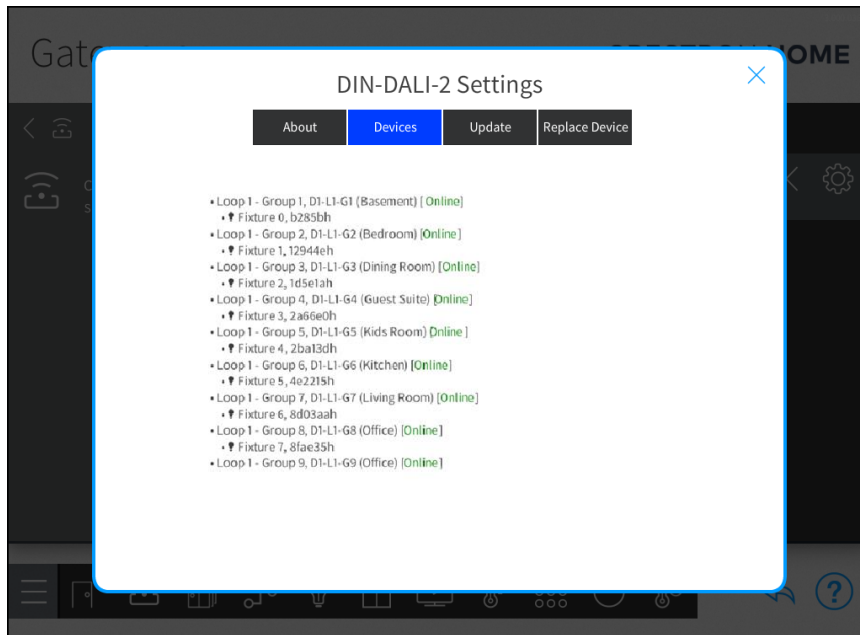 DIN-DALI-2 Settings
About Devices Update Replace Device
▪ Loop 1 - Group 1, D1-L1-G1 (Basement) [Online]
• Fixture 0, b285bh
▪ Loop 1 - Group 2, D1-L1-G2 (Bedroom) [Online]
• Fixture 1, 12944eh
▪ Loop 1 - Group 3, D1-L1-G3 (Dining Room) [Online]
• Fixture 2, 1d5e1ah
▪ Loop 1 - Group 4, D1-L1-G4 (Guest Suite) [Online]
• Fixture 3, 2a66e0h
▪ Loop 1 - Group 5, D1-L1-G5 (Kids Room) [Online]
• Fixture 4, 2ba13dh
▪ Loop 1 - Group 6, D1-L1-G6 (Kitchen) [Online]
• Fixture 5, 4e2215h
▪ Loop 1 - Group 7, D1-L1-G7 (Living Room) [Online]
• Fixture 6, 8d03aah
▪ Loop 1 - Group 8, D1-L1-G8 (Office) [Online]
• Fixture 7, 8fae35h
▪ Loop 1 - Group 9, D1-L1-G9 (Office) [Online]
?